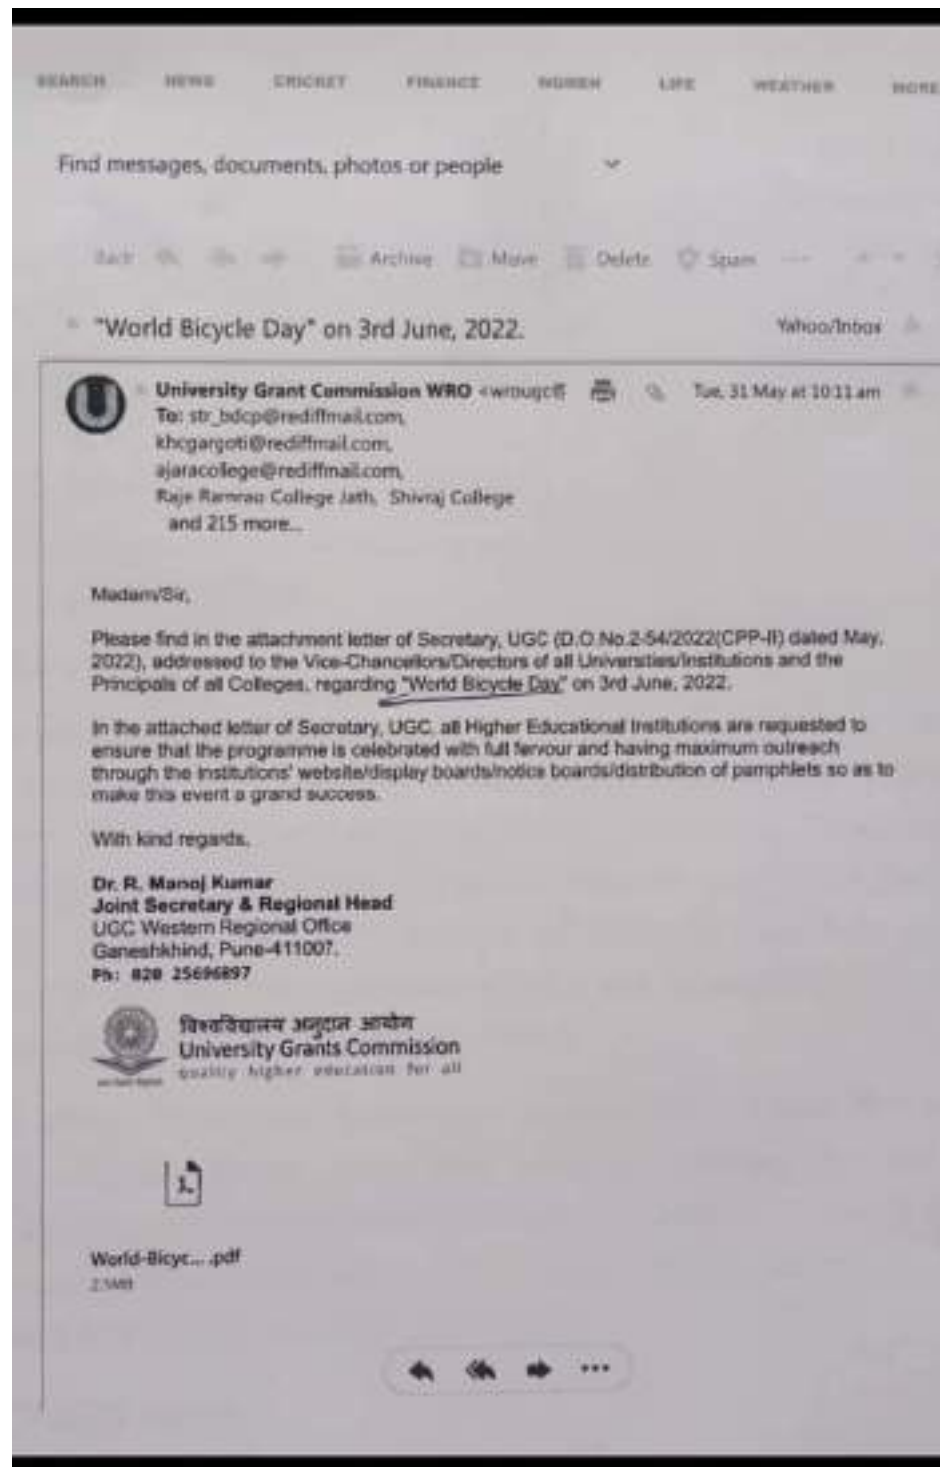 SEARCH NEWS CRICKET FINANCE WOMEN LIFE WEATHER MORE
Find messages, documents, photos or people
Back Archive Move Delete Spam
"World Bicycle Day" on 3rd June, 2022.
Yahoo/Inbox
University Grant Commission WRO <wrougc@ Tue, 31 May at 10:11 am
To: str_bdcp@rediffmail.com,
khcgargoti@rediffmail.com,
ajaracollege@rediffmail.com,
Raje Ramrao College Jath, Shivraj College
and 215 more...
Madam/Sir,
Please find in the attachment letter of Secretary, UGC (D.O.No.2-54/2022(CPP-II) dated May,
2022), addressed to the Vice-Chancellors/Directors of all Universities/Institutions and the
Principals of all Colleges, regarding "World Bicycle Day" on 3rd June, 2022.
In the attached letter of Secretary, UGC, all Higher Educational Institutions are requested to
ensure that the programme is celebrated with full fervour and having maximum outreach
through the institutions' website/display boards/notice boards/distribution of pamphlets so as to
make this event a grand success.
With kind regards,
Dr. R. Manoj Kumar
Joint Secretary & Regional Head
UGC Western Regional Office
Ganeshkhind, Pune-411007.
Ph: 020 25696897
विश्वविद्यालय अनुदान आयोग
University Grants Commission
quality higher education for all
World-Bicyc... .pdf
2.5MB